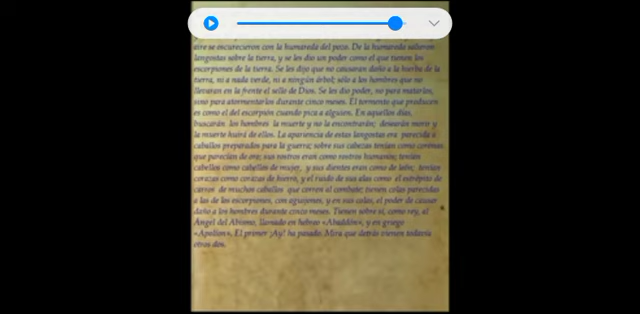 aire se oscurecieron con la humareda del pozo. De la humareda salieron
langostas sobre la tierra, y se les dio un poder como el que tienen los
escorpiones de la tierra. Se les dijo que no causaran daño a la hierba de la
tierra, ni a nada verde, ni a ningún árbol; sólo a los hombres que no
llevaran en la frente el sello de Dios. Se les dio poder, no para matarlos,
sino para atormentarlos durante cinco meses. El tormento que producen
es como el del escorpión cuando pica a alguien. En aquellos días,
buscarán los hombres la muerte y no la encontrarán; desearán morir y
la muerte huirá de ellos. La apariencia de estas langostas era parecida a
caballos preparados para la guerra; sobre sus cabezas tenían como coronas
que parecían de oro; sus rostros eran como rostros humanos; tenían
cabellos como cabellos de mujer, y sus dientes eran como de león; tenían
corazas como corazas de hierro, y el ruido de sus alas como el estrépito de
carros de muchos caballos que corren al combate; tienen colas parecidas
a las de los escorpiones, con aguijones, y en sus colas, el poder de causar
daño a los hombres durante cinco meses. Tienen sobre sí, como rey, al
Ángel del Abismo, llamado en hebreo «Abaddón», y en griego
«Apolíon». El primer ¡Ay! ha pasado. Mira que detrás vienen todavía
otros dos.